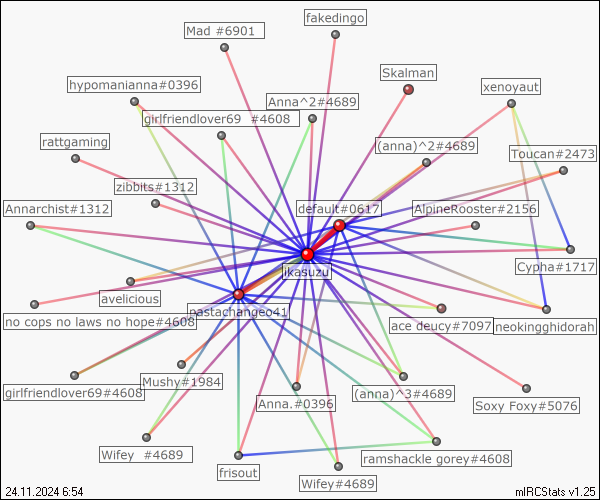 fakedingo
Mad #6901
Skalman
hypomanianna#0396
xenoyaut
Anna^2#4689
girlfriendlover69 #4608
rattgaming
(anna)^2#4689
Toucan#2473
zibbits#1312
Annarchist#1312
default#0617
AlpineRooster#2156
Cypha#1717
ikasuzu
avelicious
nastachangeo41
no cops no laws no hope#4608
ace deucy#7097
neokingghidorah
Mushy#1984
girlfriendlover69#4608
(anna)^3#4689
Anna.#0396
Soxy Foxy#5076
Wifey #4689
ramshackle gorey#4608
frisout
Wifey#4689
24.11.2024 6:54
mIRCStats v1.25